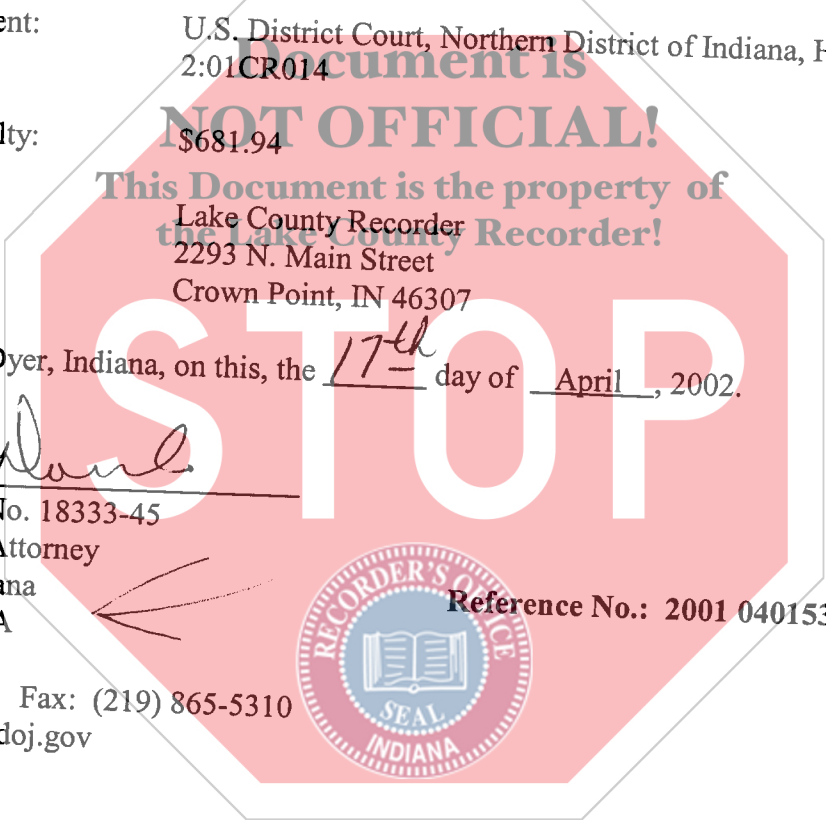 ent: U.S. District Court, Northern District of Indiana, H
2:01CR014
Document is
NOT OFFICIAL!
lty: $681.94
This Document is the property of
the Lake County Recorder!
Lake County Recorder
2293 N. Main Street
Crown Point, IN 46307
STOP
Dyer, Indiana, on this, the 17th day of April, 2002.
No. 18333-45
Attorney
ana
A
Reference No.: 2001 040153
RECORDER'S OFFICE
SEAL
INDIANA
Fax: (219) 865-5310
doj.gov